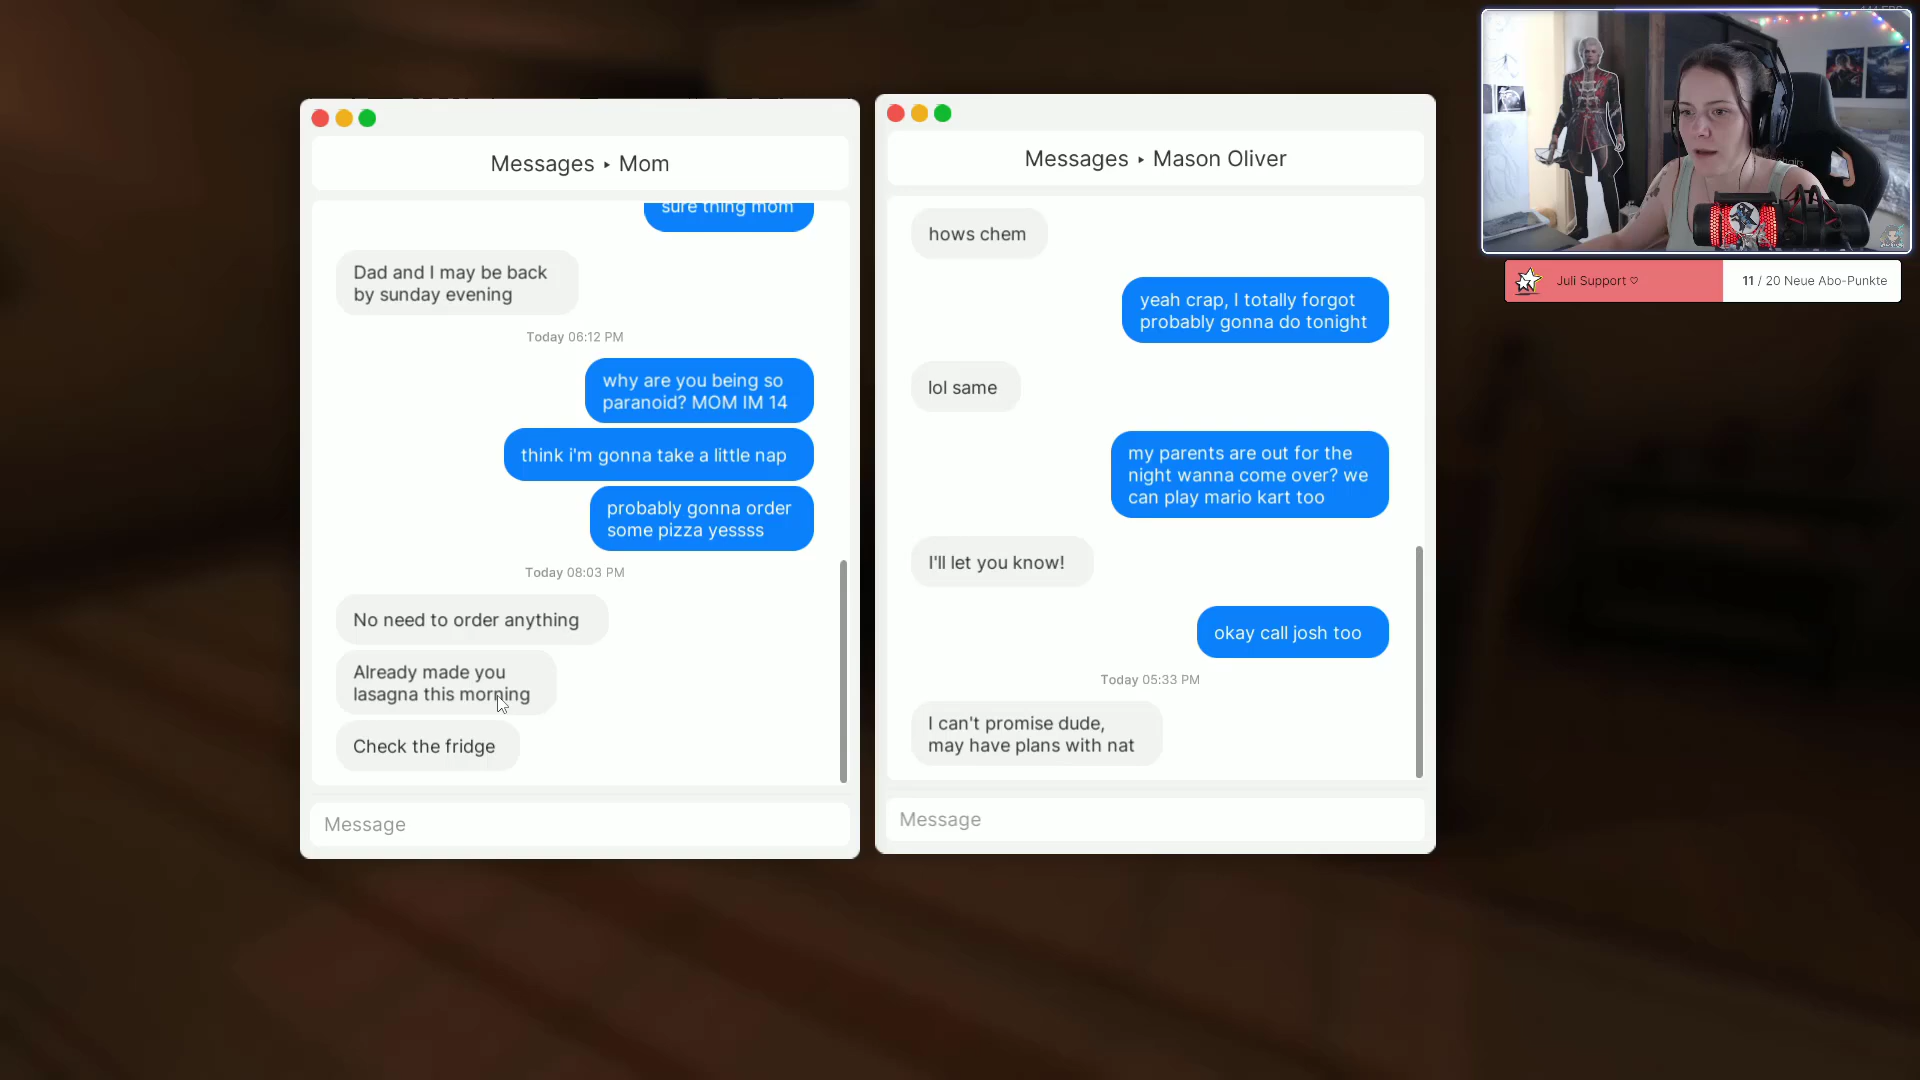 Messages ‣ Mom
sure thing mom
Dad and I may be back
by sunday evening
Today 06:12 PM
why are you being so
paranoid? MOM IM 14
think i'm gonna take a little nap
probably gonna order
some pizza yessss
Today 08:03 PM
No need to order anything
Already made you
lasagna this morning
Check the fridge
Message
Messages ‣ Mason Oliver
hows chem
yeah crap, I totally forgot
probably gonna do tonight
lol same
my parents are out for the
night wanna come over? we
can play mario kart too
I'll let you know!
okay call josh too
Today 05:33 PM
I can't promise dude,
may have plans with nat
Message
Juli Support ♡
11 / 20 Neue Abo-Punkte